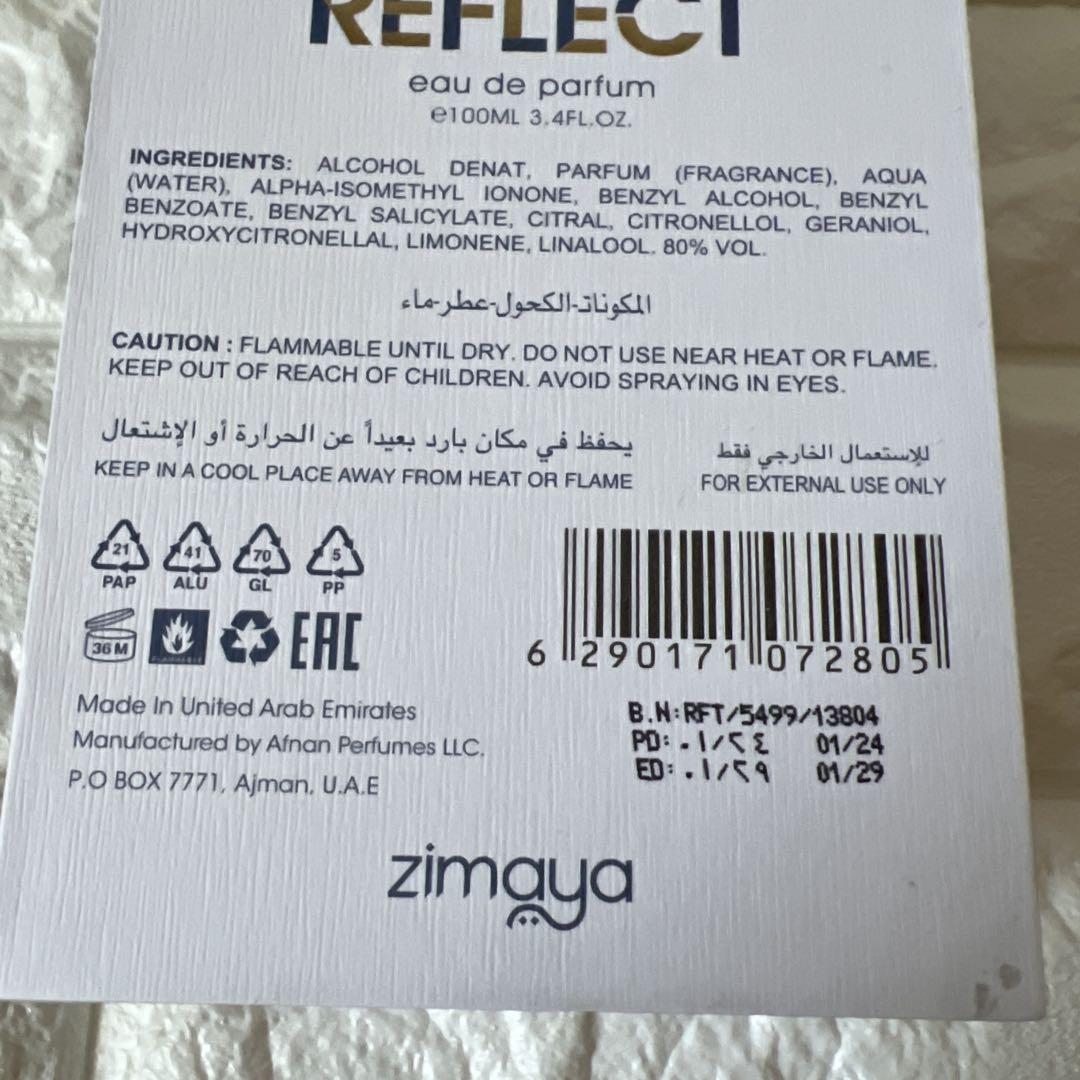 REFLECT
eau de parfum
℮100ML 3.4FL.OZ.
INGREDIENTS: ALCOHOL DENAT, PARFUM (FRAGRANCE), AQUA
(WATER), ALPHA-ISOMETHYL IONONE, BENZYL ALCOHOL, BENZYL
BENZOATE, BENZYL SALICYLATE, CITRAL, CITRONELLOL, GERANIOL,
HYDROXYCITRONELLAL, LIMONENE, LINALOOL. 80% VOL.
المكونات-الكحول-عطر-ماء
CAUTION : FLAMMABLE UNTIL DRY. DO NOT USE NEAR HEAT OR FLAME.
KEEP OUT OF REACH OF CHILDREN. AVOID SPRAYING IN EYES.
يحفظ في مكان بارد بعيداً عن الحرارة أو الإشتعال
KEEP IN A COOL PLACE AWAY FROM HEAT OR FLAME
للإستعمال الخارجي فقط
FOR EXTERNAL USE ONLY
21 41 70 5
PAP ALU GL PP
36 M FLAMMABLE EAC
6 290171 072805
Made In United Arab Emirates
Manufactured by Afnan Perfumes LLC.
P.O BOX 7771, Ajman, U.A.E
B.N:RFT/5499/13804
PD: ٠١/٢٤ 01/24
ED: ٠١/٢٩ 01/29
zimaya